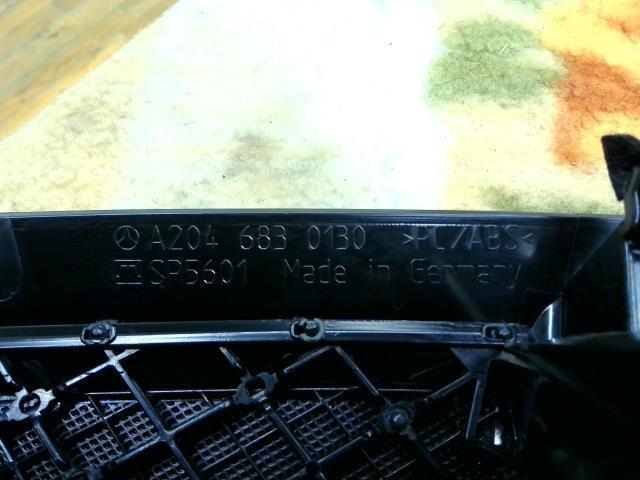 A204 683 0130 >PC/ABS<
SP5601 Made in Germany